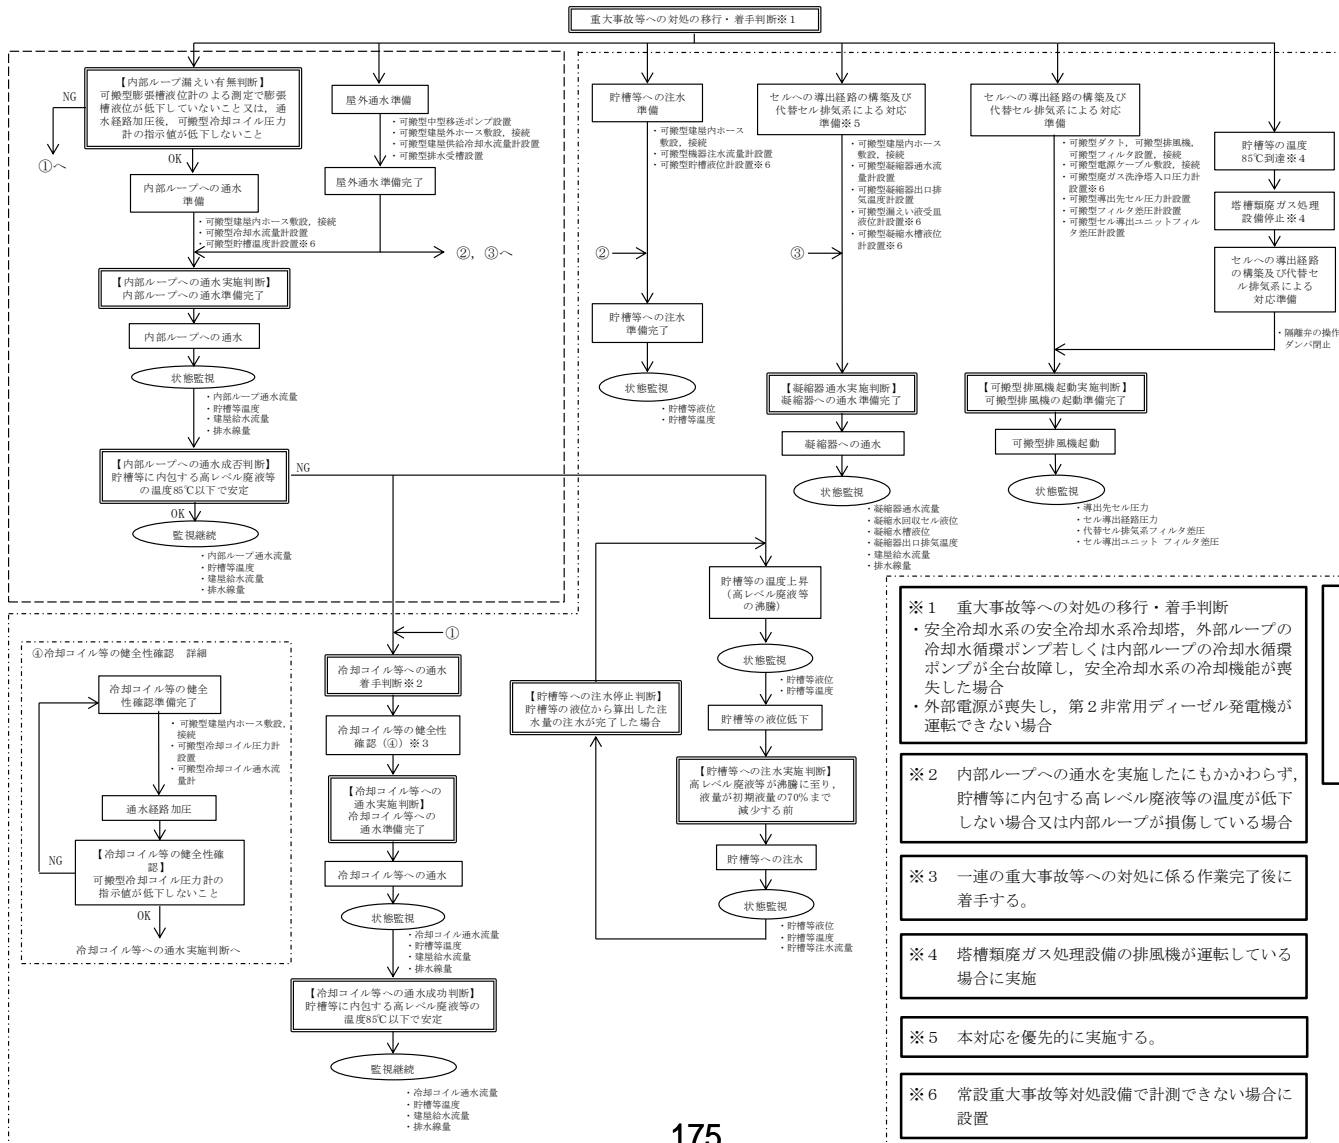 重大事故等への対処の移行・着手判断※１
【内部ループ漏えい有無判断】
可搬型膨張槽液位計のよる測定で膨張
槽液位が低下していないこと又は，通
水経路加圧後，可搬型冷却コイル圧力
計の指示値が低下しないこと
NG
①へ
OK
内部ループへの通水
準備
・可搬型建屋内ホース敷設，接続
・可搬型冷却水流量計設置
・可搬型貯槽温度計設置※６
屋外通水準備
・可搬型中型移送ポンプ設置
・可搬型建屋外ホース敷設，接続
・可搬型建屋供給冷却水流量計設置
・可搬型排水受槽設置
屋外通水準備完了
②，③へ
【内部ループへの通水実施判断】
内部ループへの通水準備完了
内部ループへの通水
状態監視
・内部ループ通水流量
・貯槽等温度
・建屋給水流量
・排水線量
【内部ループへの通水成否判断】
貯槽等に内包する高レベル廃液等
の温度85℃以下で安定
NG
OK
監視継続
・内部ループ通水流量
・貯槽等温度
・建屋給水流量
・排水線量
貯槽等への注水
準備
・可搬型建屋内ホース
敷設，接続
・可搬型機器注水流量計設置
・可搬型貯槽液位計設置※６
②
貯槽等への注水
準備完了
状態監視
・貯槽等液位
・貯槽等温度
セルへの導出経路の構築及び
代替セル排気系による対応
準備※５
・可搬型建屋内ホース
敷設，接続
・可搬型凝縮器通水流
量計設置
・可搬型凝縮器出口排
気温度計設置
・可搬型漏えい液受皿
液位計設置※６
・可搬型凝縮水槽液位
計設置※６
③
【凝縮器通水実施判断】
凝縮器への通水準備完了
凝縮器への通水
状態監視
・凝縮器通水流量
・凝縮水回収セル液位
・凝縮水槽液位
・凝縮器出口排気温度
・建屋給水流量
・排水線量
セルへの導出経路の構築及び
代替セル排気系による対応
準備
・可搬型ダクト，可搬型排風機，
可搬型フィルタ設置，接続
・可搬型電源ケーブル敷設，接続
・可搬型廃ガス洗浄塔入口圧力計
設置※６
・可搬型導出先セル圧力計設置
・可搬型フィルタ差圧計設置
・可搬型セル導出ユニットフィル
タ差圧計設置
貯槽等の温度
85℃到達※４
塔槽類廃ガス処理
設備停止※４
セルへの導出経路
の構築及び代替セ
ル排気系による
対応準備
・隔離弁の操作
ダンパ閉止
【可搬型排風機起動実施判断】
可搬型排風機の起動準備完了
可搬型排風機起動
状態監視
・導出先セル圧力
・セル導出経路圧力
・代替セル排気系フィルタ差圧
・セル導出ユニット フィルタ差圧
④冷却コイル等の健全性確認　詳細
冷却コイル等の健全
性確認準備完了
・可搬型建屋内ホース敷設，
接続
・可搬型冷却コイル圧力計
設置
・可搬型冷却コイル通水流
量計
通水経路加圧
NG
【冷却コイル等の健全性確
認】
可搬型冷却コイル圧力計の
指示値が低下しないこと
OK
冷却コイル等への通水実施判断へ
①
冷却コイル等への通水
着手判断※２
冷却コイル等の健全性
確認（④）※３
【冷却コイル等への
通水実施判断】
冷却コイル等への
通水準備完了
冷却コイル等への通水
状態監視
・冷却コイル通水流量
・貯槽等温度
・建屋給水流量
・排水線量
【冷却コイル等への通水成功判断】
貯槽等に内包する高レベル廃液等の
温度85℃以下で安定
監視継続
・冷却コイル通水流量
・貯槽等温度
・建屋給水流量
・排水線量
貯槽等の温度上昇
（高レベル廃液等
の沸騰）
状態監視
・貯槽等液位
・貯槽等温度
貯槽等の液位低下
【貯槽等への注水停止判断】
貯槽等の液位から算出した注
水量の注水が完了した場合
【貯槽等への注水実施判断】
高レベル廃液等が沸騰に至り，
液量が初期液量の70%まで
減少する前
貯槽等への注水
状態監視
・貯槽等液位
・貯槽等温度
・貯槽等注水流量
※１　重大事故等への対処の移行・着手判断
・安全冷却水系の安全冷却水系冷却塔，外部ループの
冷却水循環ポンプ若しくは内部ループの冷却水循環
ポンプが全台故障し，安全冷却水系の冷却機能が喪
失した場合
・外部電源が喪失し，第２非常用ディーゼル発電機が
運転できない場合
※２　内部ループへの通水を実施したにもかかわらず，
貯槽等に内包する高レベル廃液等の温度が低下
しない場合又は内部ループが損傷している場合
※３　一連の重大事故等への対処に係る作業完了後に
着手する。
※４　塔槽類廃ガス処理設備の排風機が運転している
場合に実施
※５　本対応を優先的に実施する。
※６　常設重大事故等対処設備で計測できない場合に
設置
175